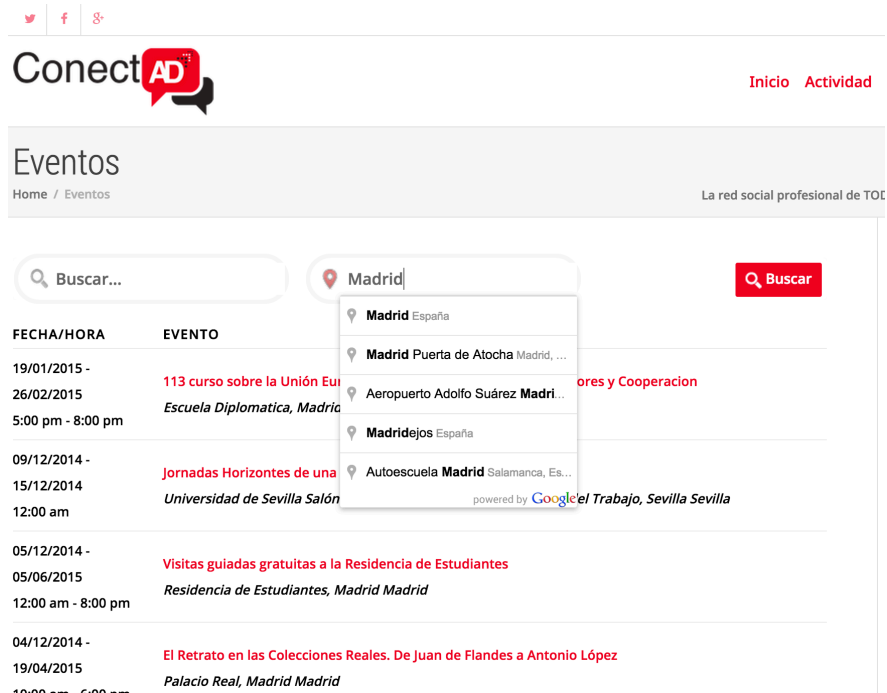 Conect AD
Inicio Actividad
Eventos
Home / Eventos
La red social profesional de TOD
Buscar...
Madrid
Buscar
Madrid España
Madrid Puerta de Atocha Madrid, ...
Aeropuerto Adolfo Suárez Madri...
Madridejos España
Autoescuela Madrid Salamanca, Es...
powered by Google
FECHA/HORA EVENTO
19/01/2015 -
26/02/2015
5:00 pm - 8:00 pm
113 curso sobre la Unión Eur ores y Cooperacion
Escuela Diplomatica, Madrid
09/12/2014 -
15/12/2014
12:00 am
Jornadas Horizontes de una
Universidad de Sevilla Salón el Trabajo, Sevilla Sevilla
05/12/2014 -
05/06/2015
12:00 am - 8:00 pm
Visitas guiadas gratuitas a la Residencia de Estudiantes
Residencia de Estudiantes, Madrid Madrid
04/12/2014 -
19/04/2015
El Retrato en las Colecciones Reales. De Juan de Flandes a Antonio López
Palacio Real, Madrid Madrid